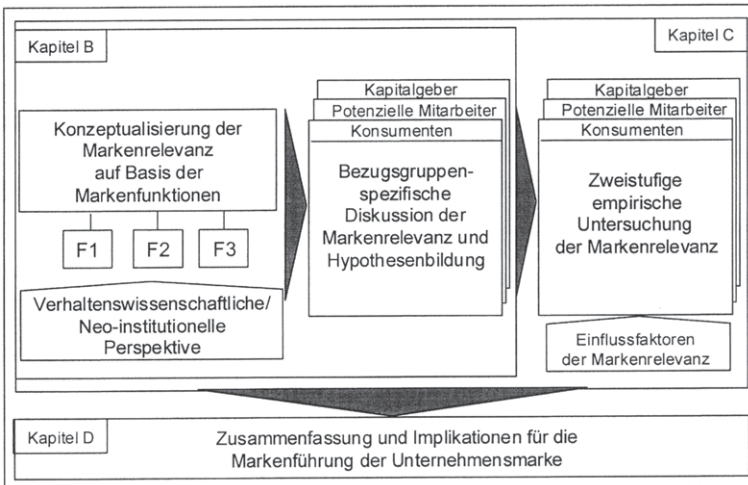 Kapitel B
Konzeptualisierung der
Markenrelevanz
auf Basis der
Markenfunktionen
F1
F2
F3
Verhaltenswissenschaftliche/
Neo-institutionelle
Perspektive
Kapitalgeber
Potenzielle Mitarbeiter
Konsumenten
Bezugsgruppen-
spezifische
Diskussion der
Markenrelevanz und
Hypothesenbildung
Kapitel C
Kapitalgeber
Potenzielle Mitarbeiter
Konsumenten
Zweistufige
empirische
Untersuchung
der Markenrelevanz
Einflussfaktoren
der Markenrelevanz
Kapitel D
Zusammenfassung und Implikationen für die
Markenführung der Unternehmensmarke